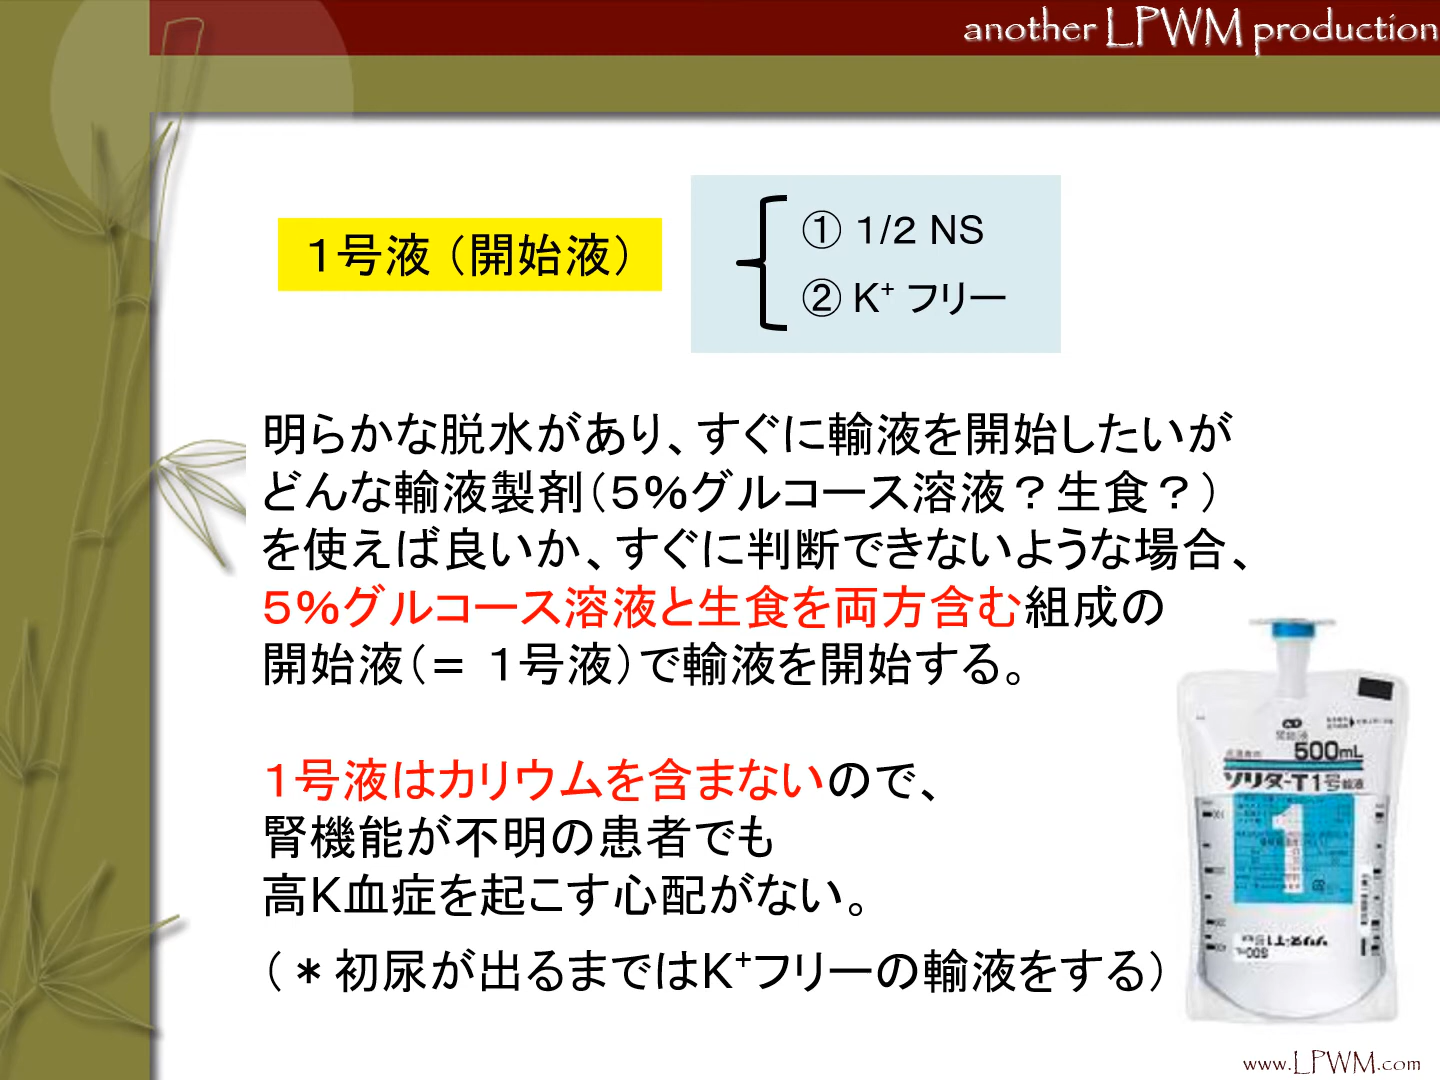 another LPWM production
１号液（開始液）
① 1/2 NS
② K⁺ フリー
明らかな脱水があり、すぐに輸液を開始したいが
どんな輸液製剤（５％グルコース溶液？生食？）
を使えば良いか、すぐに判断できないような場合、
５％グルコース溶液と生食を両方含む組成の
開始液（＝ １号液）で輸液を開始する。
１号液はカリウムを含まないので、
腎機能が不明の患者でも
高K血症を起こす心配がない。
（＊初尿が出るまではK⁺フリーの輸液をする）
開始液
500mL
ソリターT1号輸液
1
www.LPWM.com